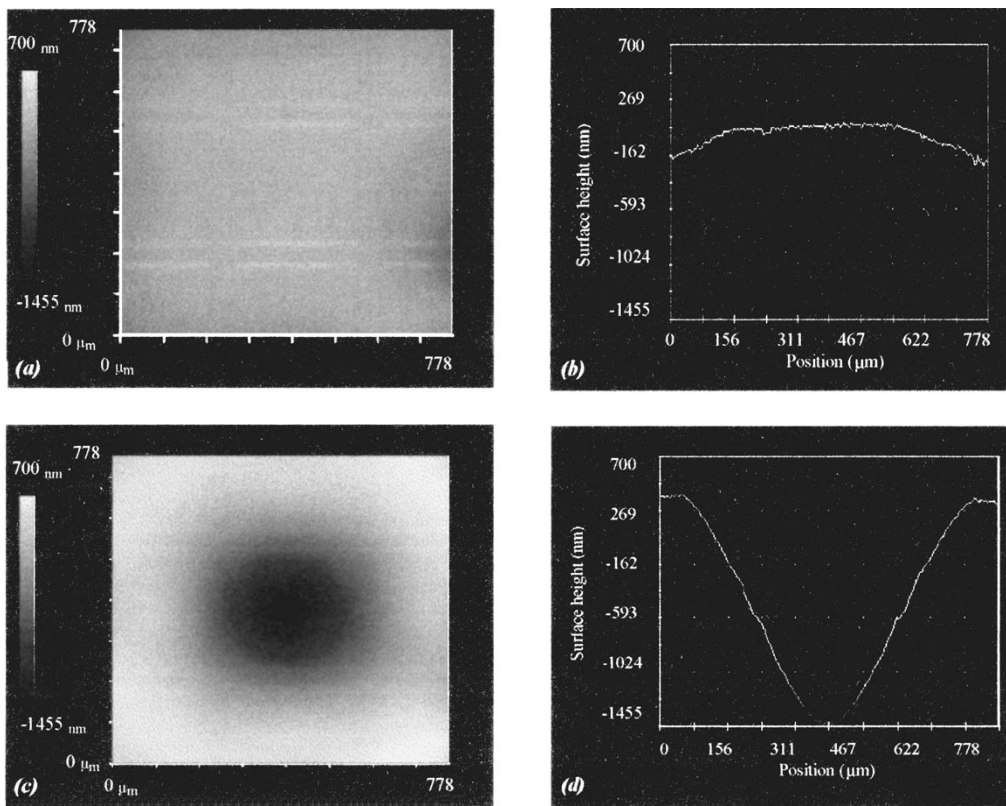 778
700 nm
-1455 nm
0 μm
0 μm
778
(a)
700
269
-162
-593
-1024
-1455
Surface height (nm)
0 156 311 467 622 778
Position (μm)
(b)
778
700 nm
-1455 nm
0 μm
0 μm
778
(c)
700
269
-162
-593
-1024
-1455
Surface height (nm)
0 156 311 467 622 778
Position (μm)
(d)